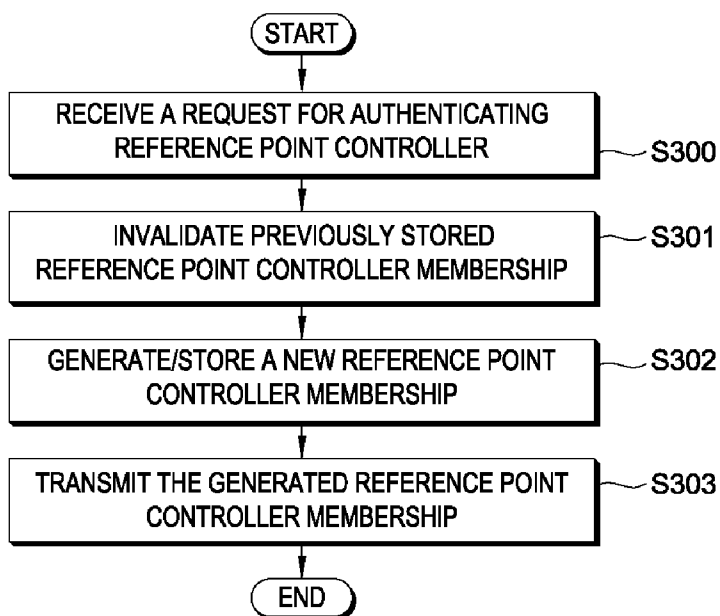 START
RECEIVE A REQUEST FOR AUTHENTICATING
REFERENCE POINT CONTROLLER
S300
INVALIDATE PREVIOUSLY STORED
REFERENCE POINT CONTROLLER MEMBERSHIP
S301
GENERATE/STORE A NEW REFERENCE POINT
CONTROLLER MEMBERSHIP
S302
TRANSMIT THE GENERATED REFERENCE POINT
CONTROLLER MEMBERSHIP
S303
END